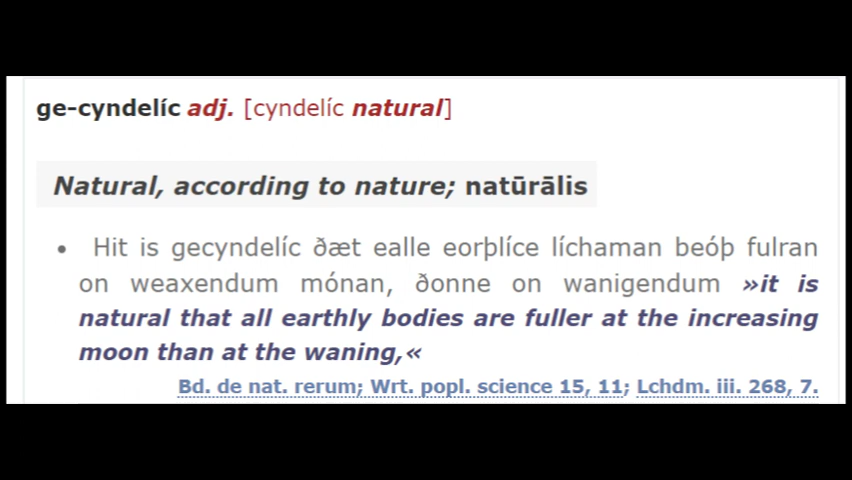 ge-cyndelíc adj. [cyndelíc natural]
Natural, according to nature; natūrālis
• Hit is gecyndelíc ðæt ealle eorþlíce líchaman beóþ fulran
on weaxendum mónan, ðonne on wanigendum »it is
natural that all earthly bodies are fuller at the increasing
moon than at the waning,«
Bd. de nat. rerum; Wrt. popl. science 15, 11; Lchdm. iii. 268, 7.